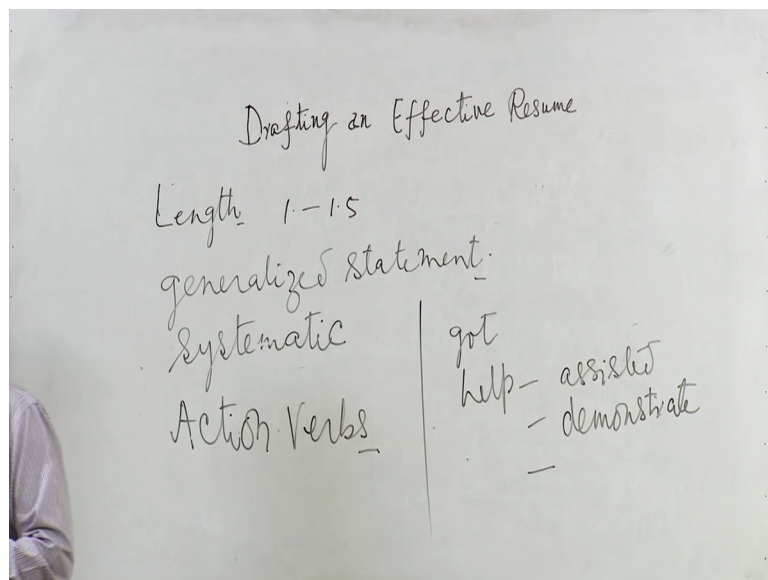 Drafting an Effective Resume
Length 1.-1.5
generalized statement.
systematic
Action Verbs
got
help - assisted
- demonstrate
-